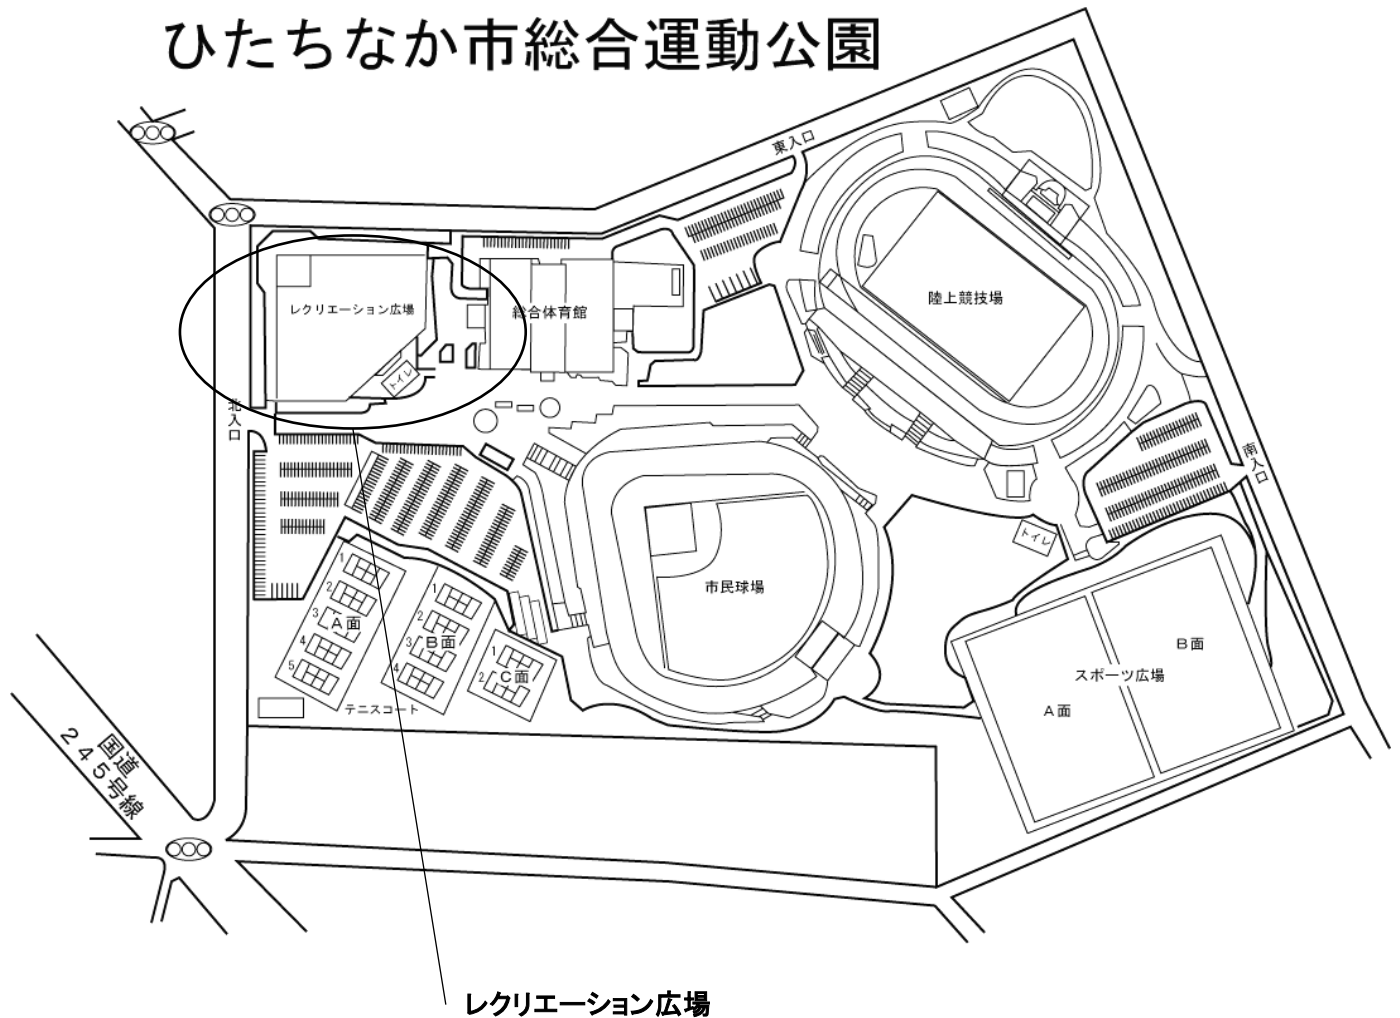 ひたちなか市総合運動公園
東入口
陸上競技場
レクリエーション広場
総合体育館
トイレ
北入口
南入口
トイレ
市民球場
1
2
3
4
5
A面
1
2
3
4
B面
1
2
C面
テニスコート
B面
スポーツ広場
A面
国道
245号線
レクリエーション広場